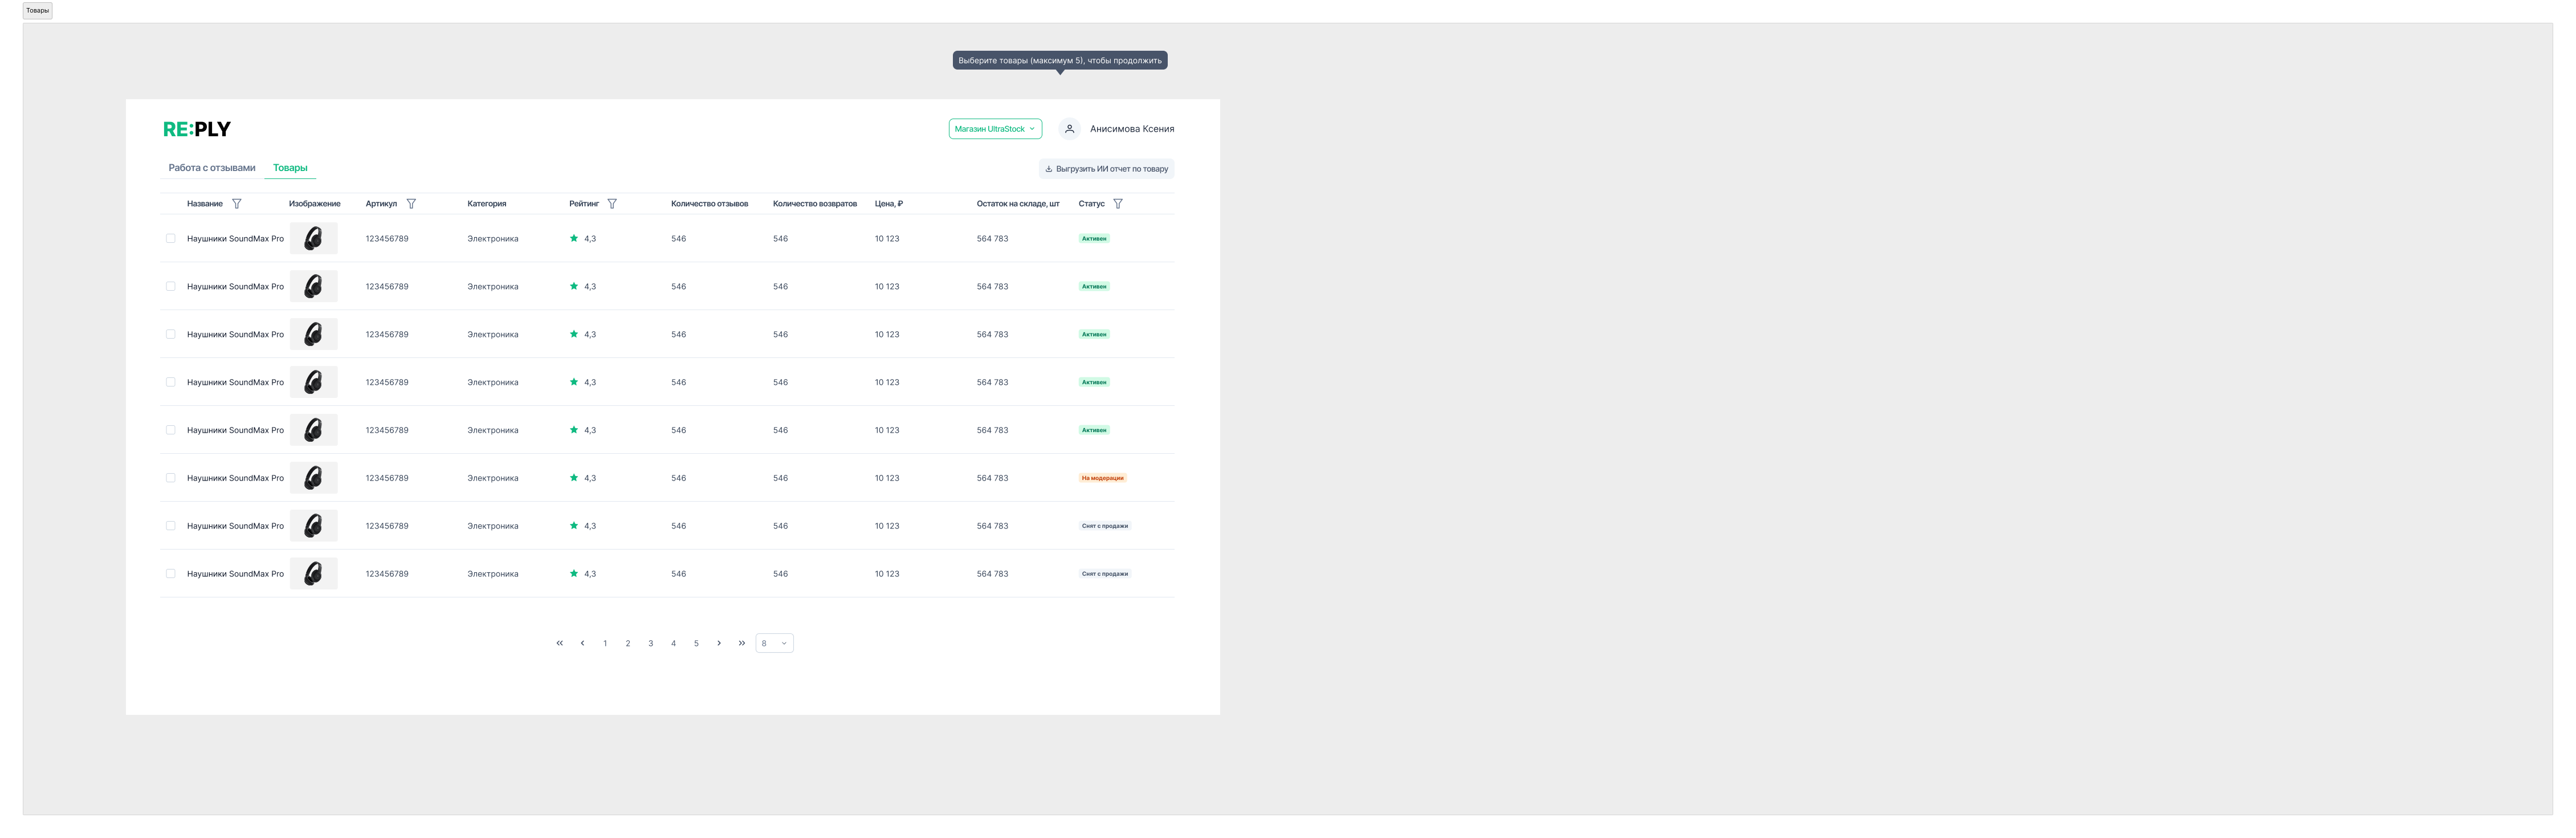 Товары
Выберите товары (максимум 5), чтобы продолжить
RE:PLY
Магазин UltraStock
Анисимова Ксения
Работа с отзывами Товары
Выгрузить ИИ отчет по товару
Название Изображение Артикул Категория Рейтинг Количество отзывов Количество возвратов Цена, ₽ Остаток на складе, шт Статус
Наушники SoundMax Pro 123456789 Электроника 4,3 546 546 10 123 564 783 Активен
Наушники SoundMax Pro 123456789 Электроника 4,3 546 546 10 123 564 783 Активен
Наушники SoundMax Pro 123456789 Электроника 4,3 546 546 10 123 564 783 Активен
Наушники SoundMax Pro 123456789 Электроника 4,3 546 546 10 123 564 783 Активен
Наушники SoundMax Pro 123456789 Электроника 4,3 546 546 10 123 564 783 Активен
Наушники SoundMax Pro 123456789 Электроника 4,3 546 546 10 123 564 783 На модерации
Наушники SoundMax Pro 123456789 Электроника 4,3 546 546 10 123 564 783 Снят с продажи
Наушники SoundMax Pro 123456789 Электроника 4,3 546 546 10 123 564 783 Снят с продажи
« ‹ 1 2 3 4 5 › » 8